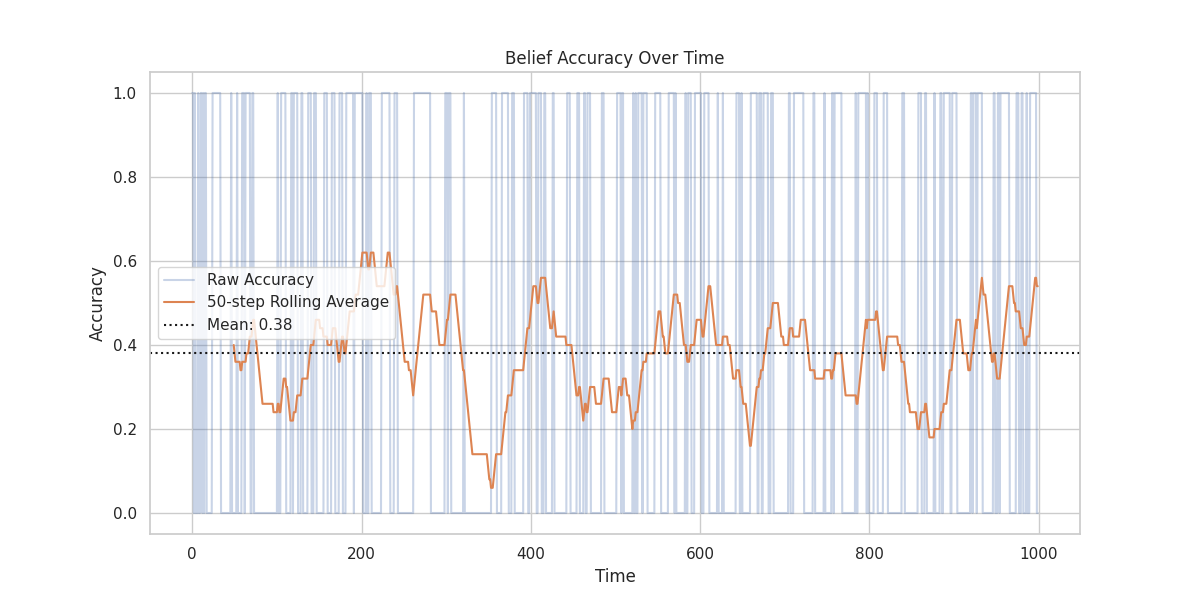 Belief Accuracy Over Time
1.0
0.8
0.6
0.4
0.2
0.0
Accuracy
Raw Accuracy
50-step Rolling Average
Mean: 0.38
0
200
400
600
800
1000
Time